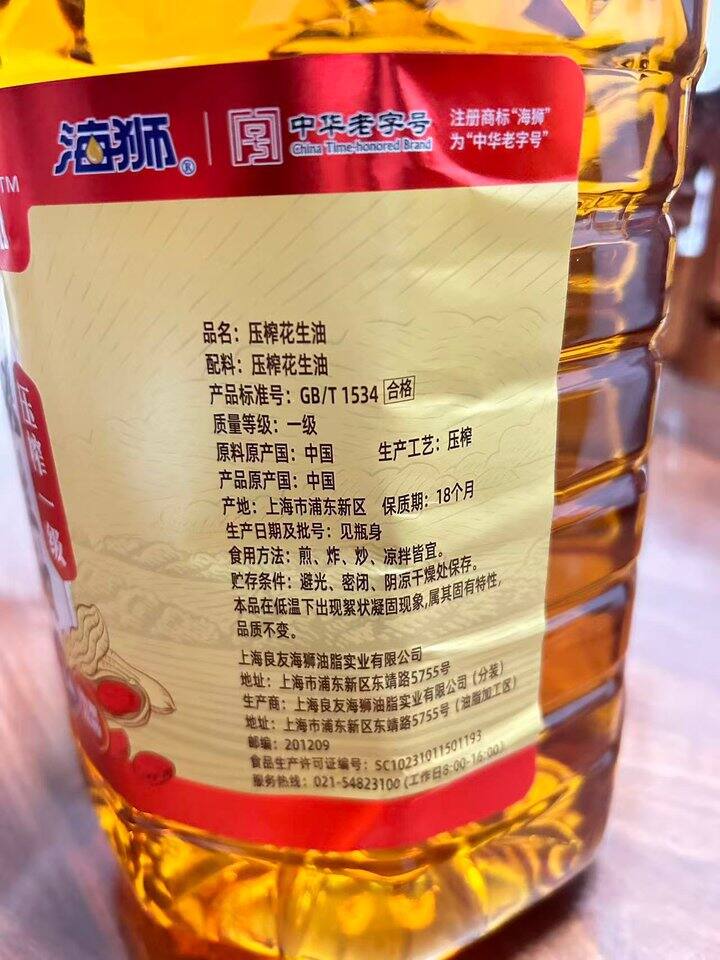 海狮®
中华老字号
China Time-honored Brand
注册商标“海狮”
为“中华老字号”
TM
压榨一级
品名：压榨花生油
配料：压榨花生油
产品标准号：GB/T 1534 合格
质量等级：一级
原料原产国：中国 生产工艺：压榨
产品原产国：中国
产地：上海市浦东新区 保质期：18个月
生产日期及批号：见瓶身
食用方法：煎、炸、炒、凉拌皆宜。
贮存条件：避光、密闭、阴凉干燥处保存。
本品在低温下出现絮状凝固现象,属其固有特性,
品质不变。
上海良友海狮油脂实业有限公司
地址：上海市浦东新区东靖路5755号
生产商：上海良友海狮油脂实业有限公司（分装）
地址：上海市浦东新区东靖路5755号（油脂加工区）
邮编：201209
食品生产许可证编号：SC10231011501193
服务热线：021-54823100 (工作日8:00-16:00)